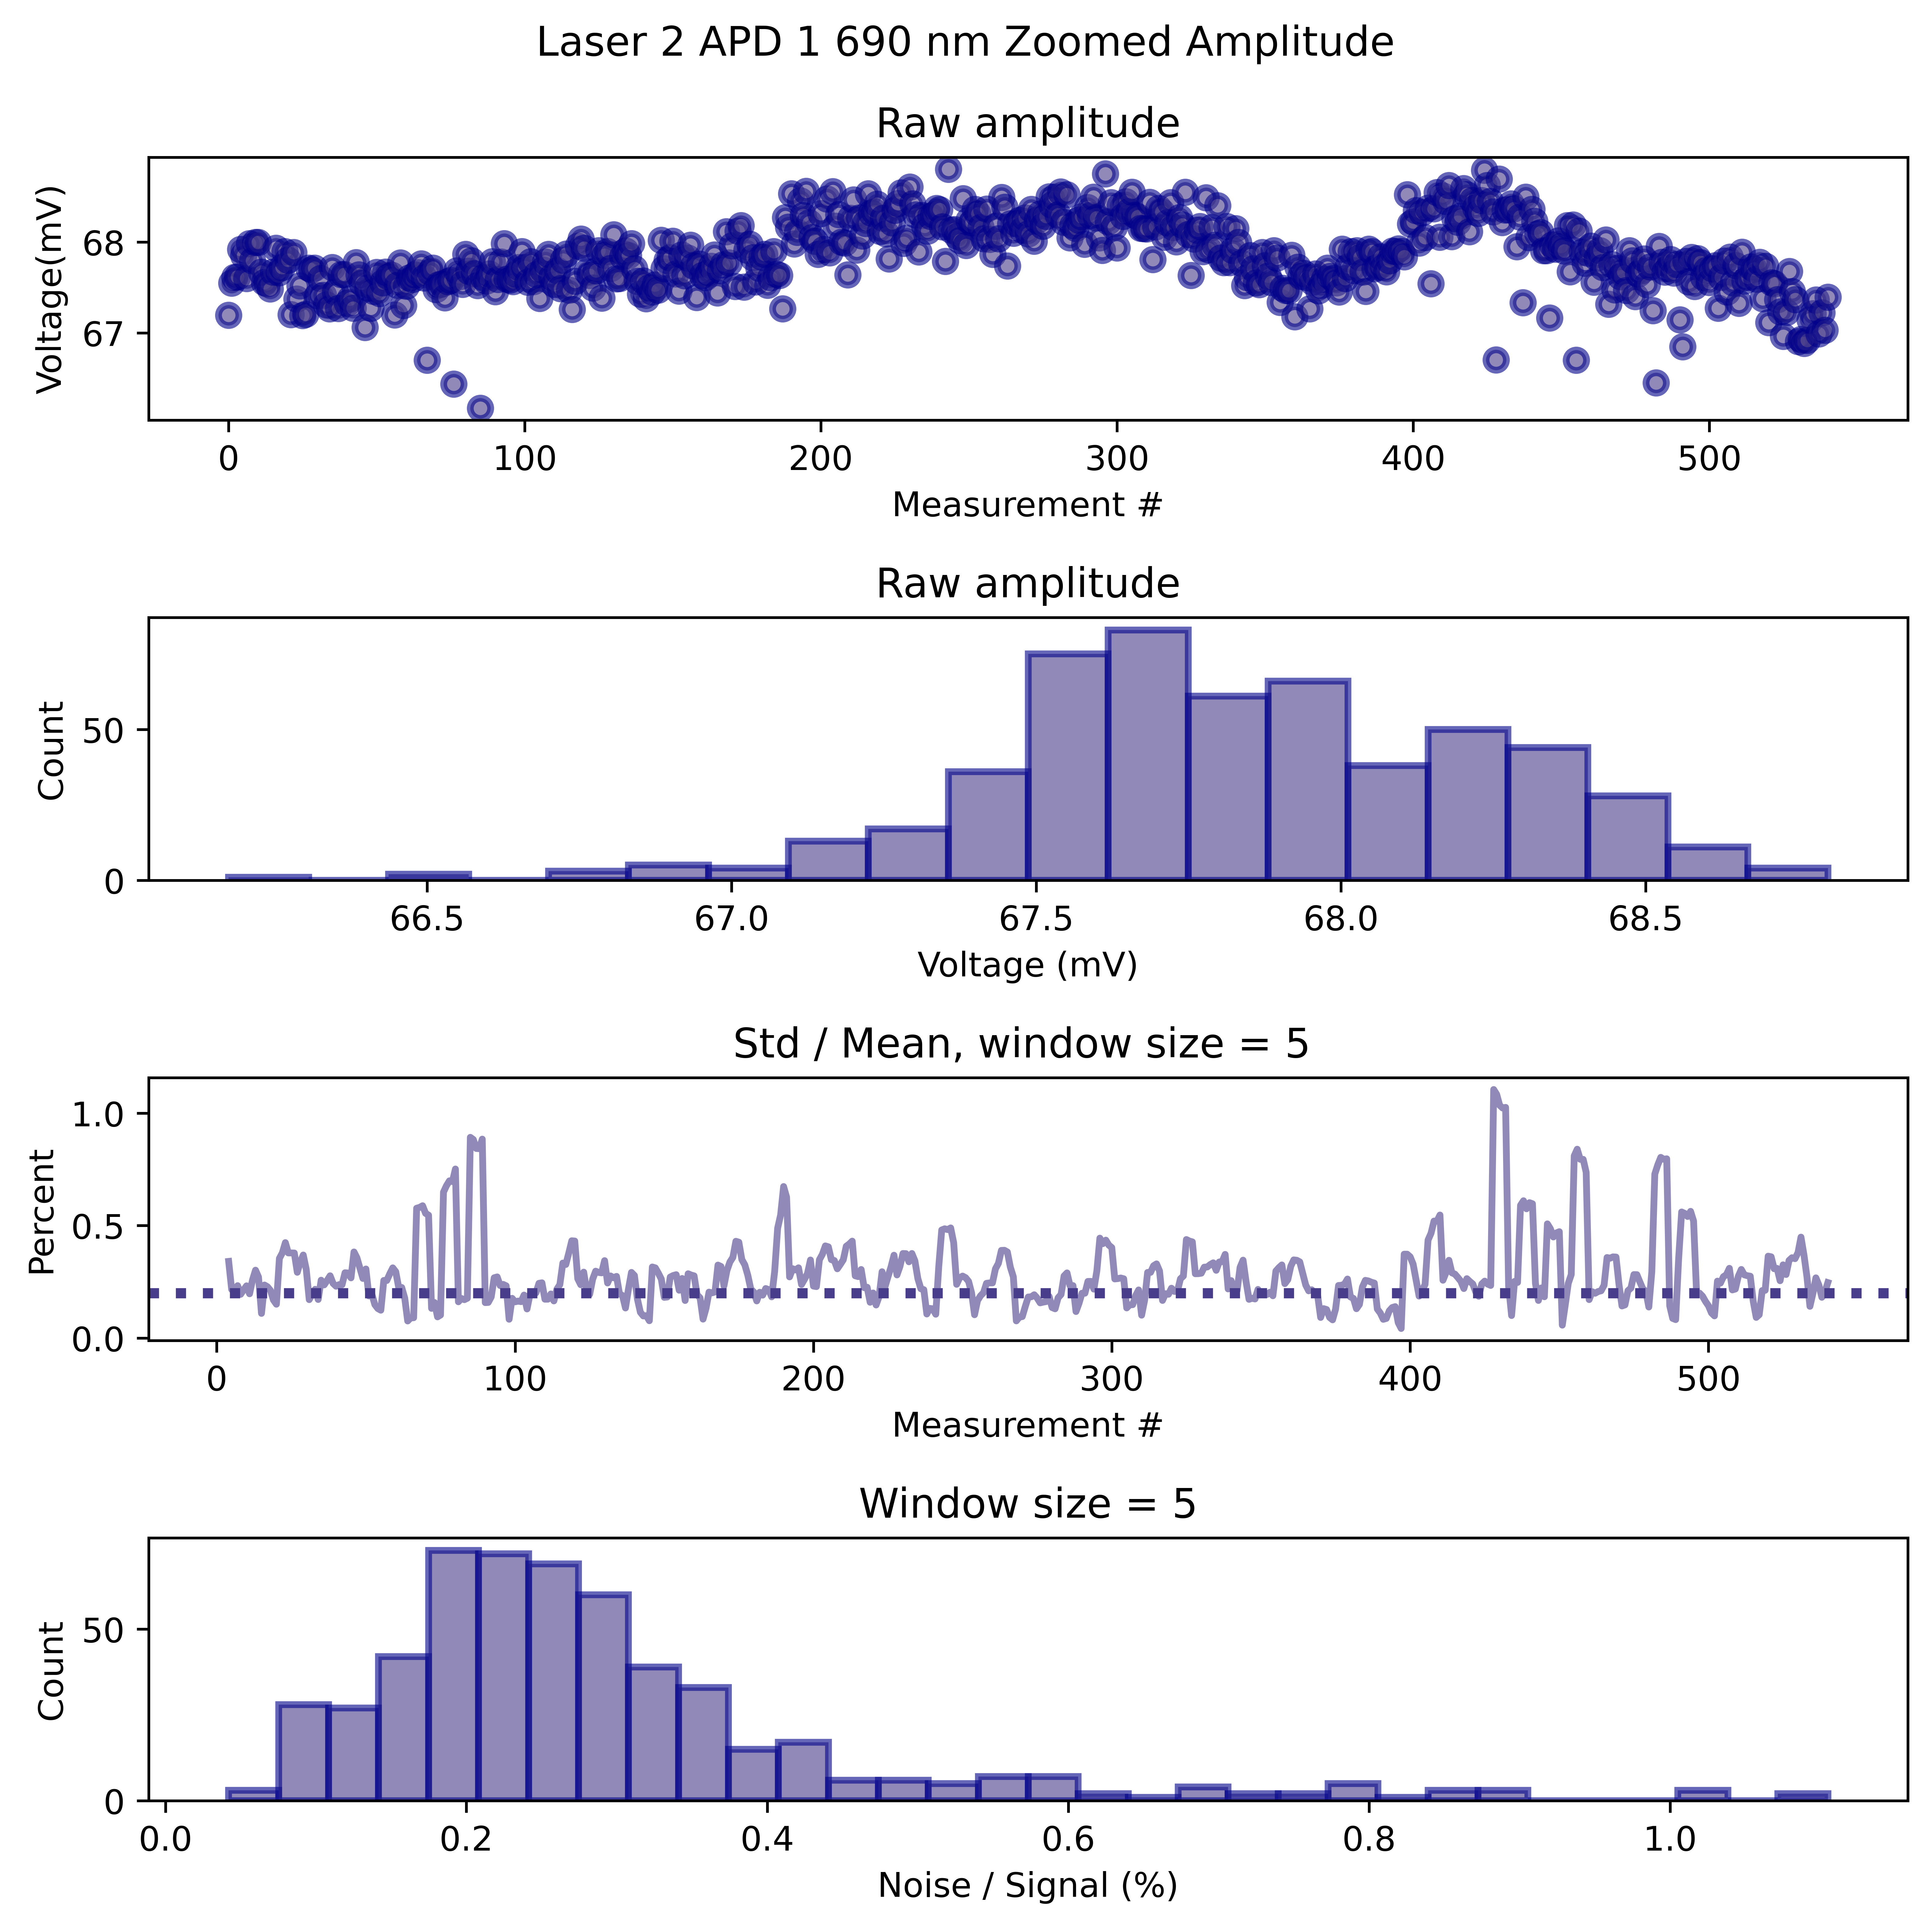 Laser 2 APD 1 690 nm Zoomed Amplitude
Raw amplitude
Voltage(mV)
68
67
0 100 200 300 400 500
Measurement #
Raw amplitude
Count
50
0
66.5 67.0 67.5 68.0 68.5
Voltage (mV)
Std / Mean, window size = 5
Percent
1.0
0.5
0.0
0 100 200 300 400 500
Measurement #
Window size = 5
Count
50
0
0.0 0.2 0.4 0.6 0.8 1.0
Noise / Signal (%)